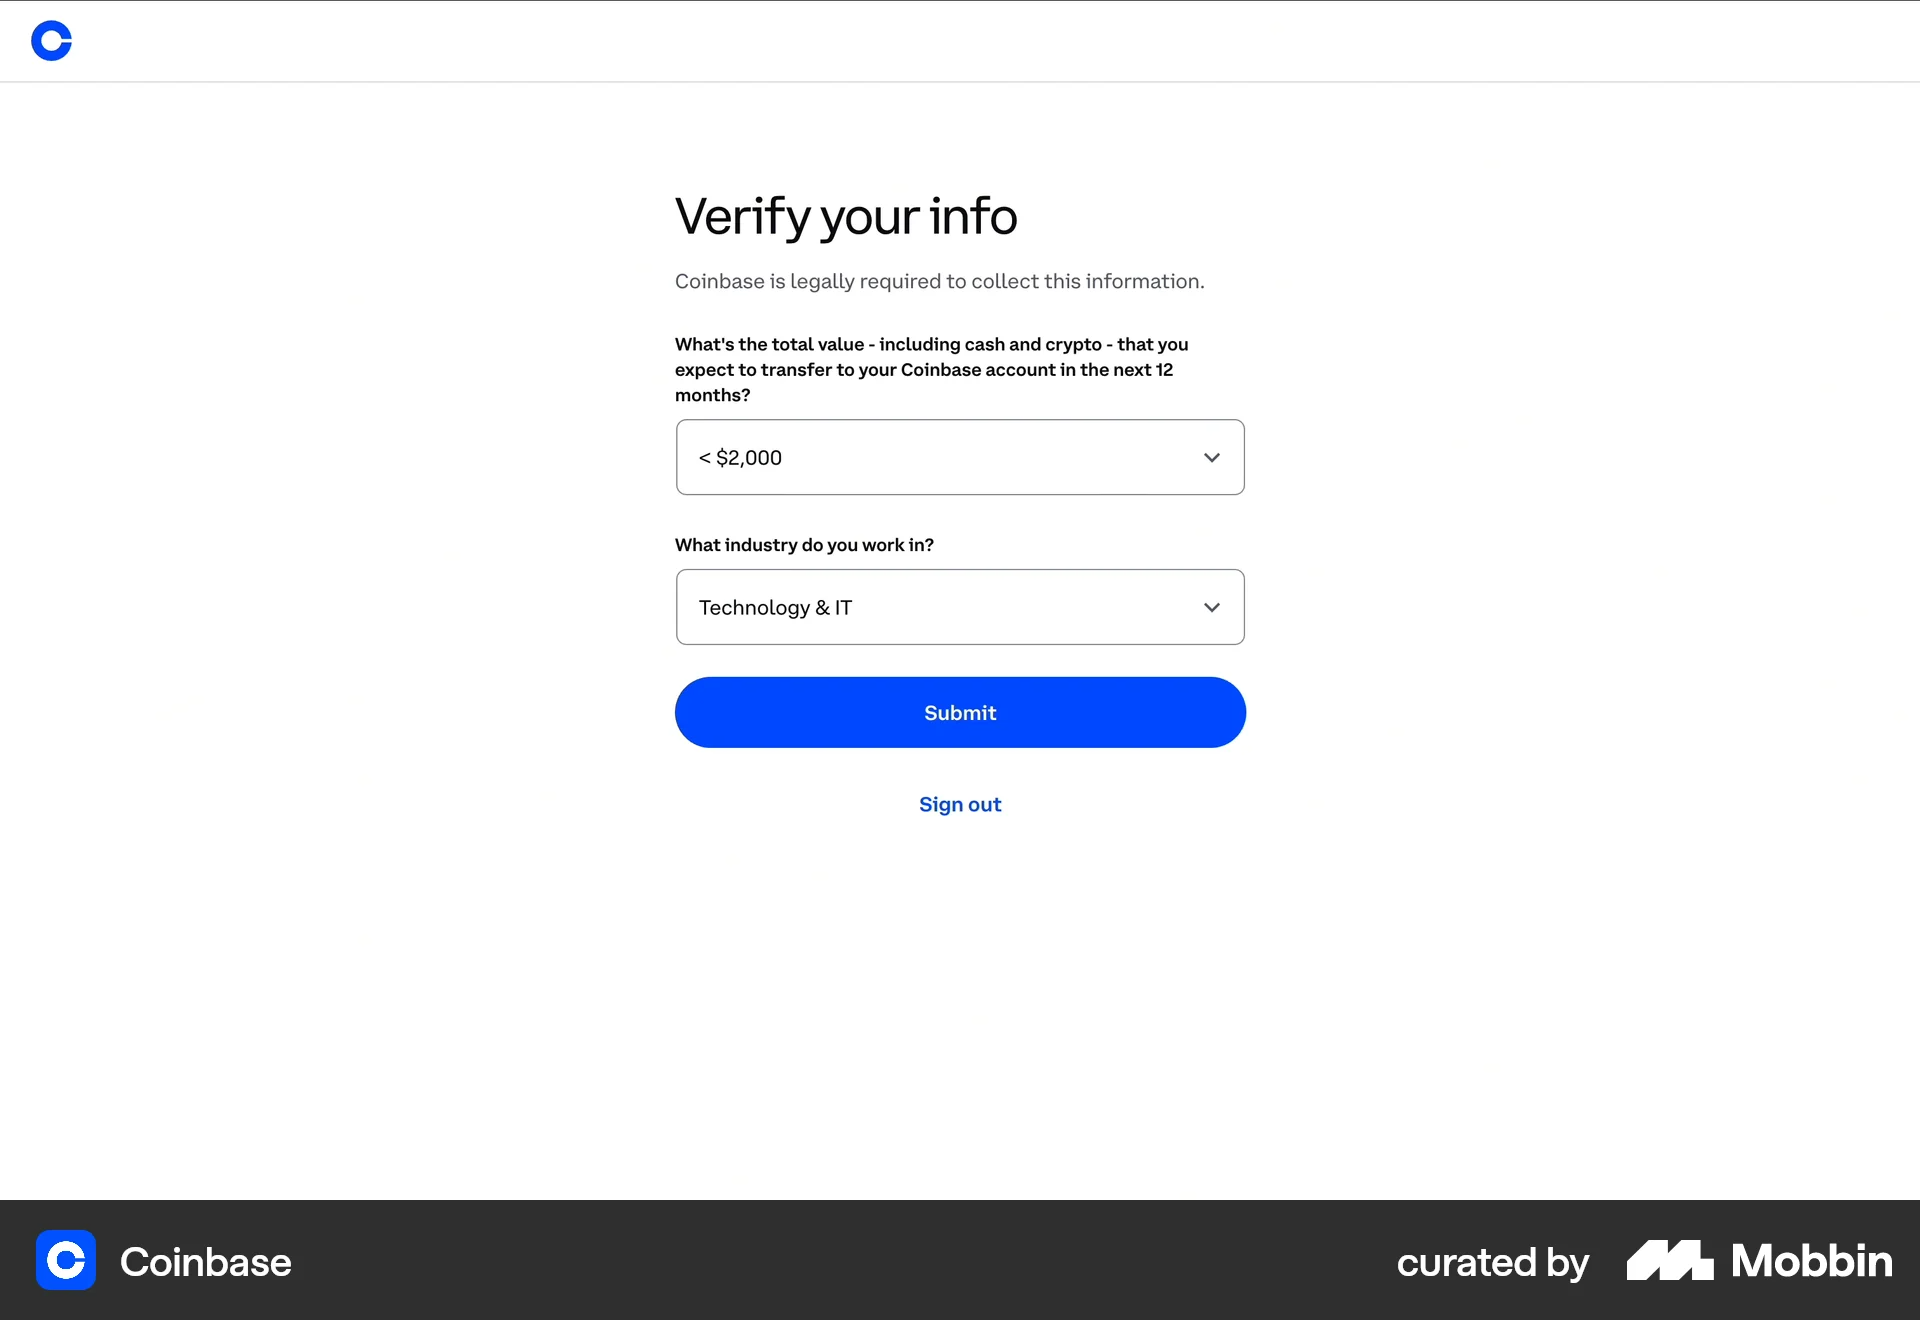 Verify your info
Coinbase is legally required to collect this information.
What's the total value - including cash and crypto - that you
expect to transfer to your Coinbase account in the next 12
months?
< $2,000
What industry do you work in?
Technology & IT
Submit
Sign out
Coinbase
curated by Mobbin